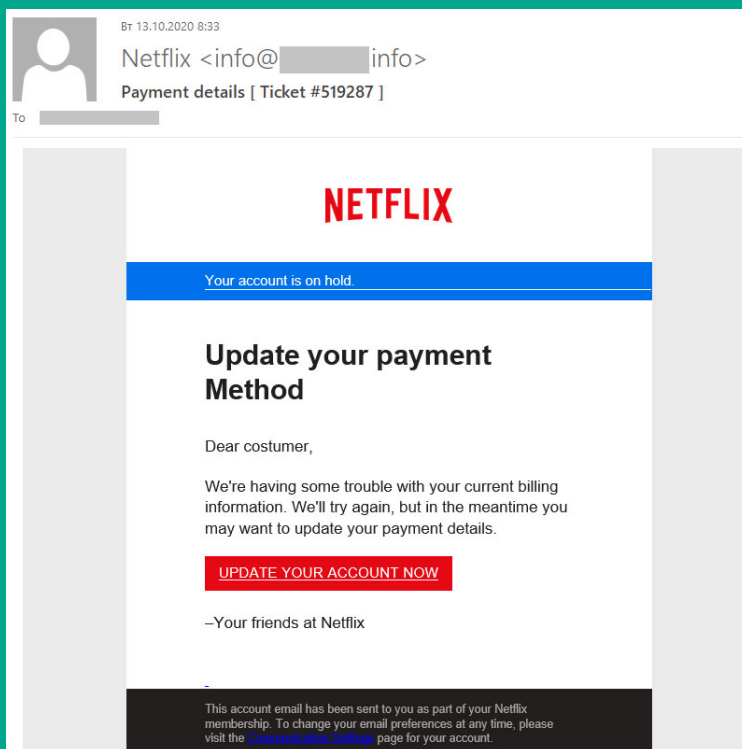 Вт 13.10.2020 8:33
Netflix <info@ info>
Payment details [ Ticket #519287 ]
To
NETFLIX
Your account is on hold.
Update your payment
Method
Dear costumer,
We're having some trouble with your current billing
information. We'll try again, but in the meantime you
may want to update your payment details.
UPDATE YOUR ACCOUNT NOW
–Your friends at Netflix
This account email has been sent to you as part of your Netflix
membership. To change your email preferences at any time, please
visit the Communication Settings page for your account.